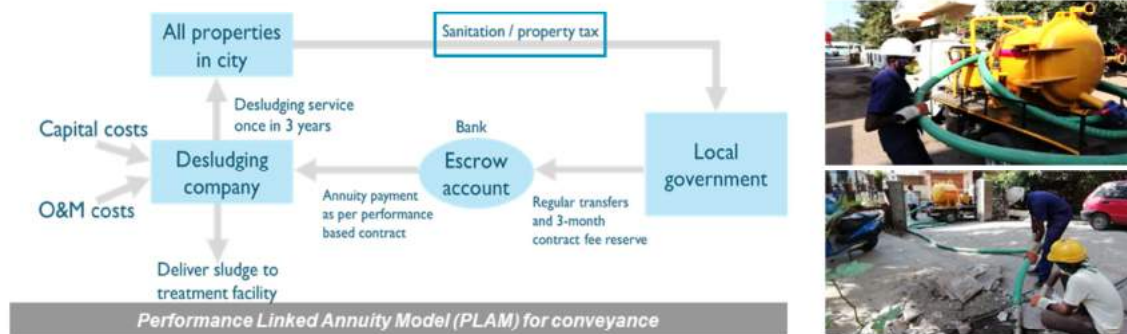 All properties
in city
Sanitation / property tax
Desludging service
once in 3 years
Capital costs
O&M costs
Desludging
company
Annuity payment
as per performance
based contract
Bank
Escrow
account
Regular transfers
and 3-month
contract fee reserve
Local
government
Deliver sludge to
treatment facility
Performance Linked Annuity Model (PLAM) for conveyance